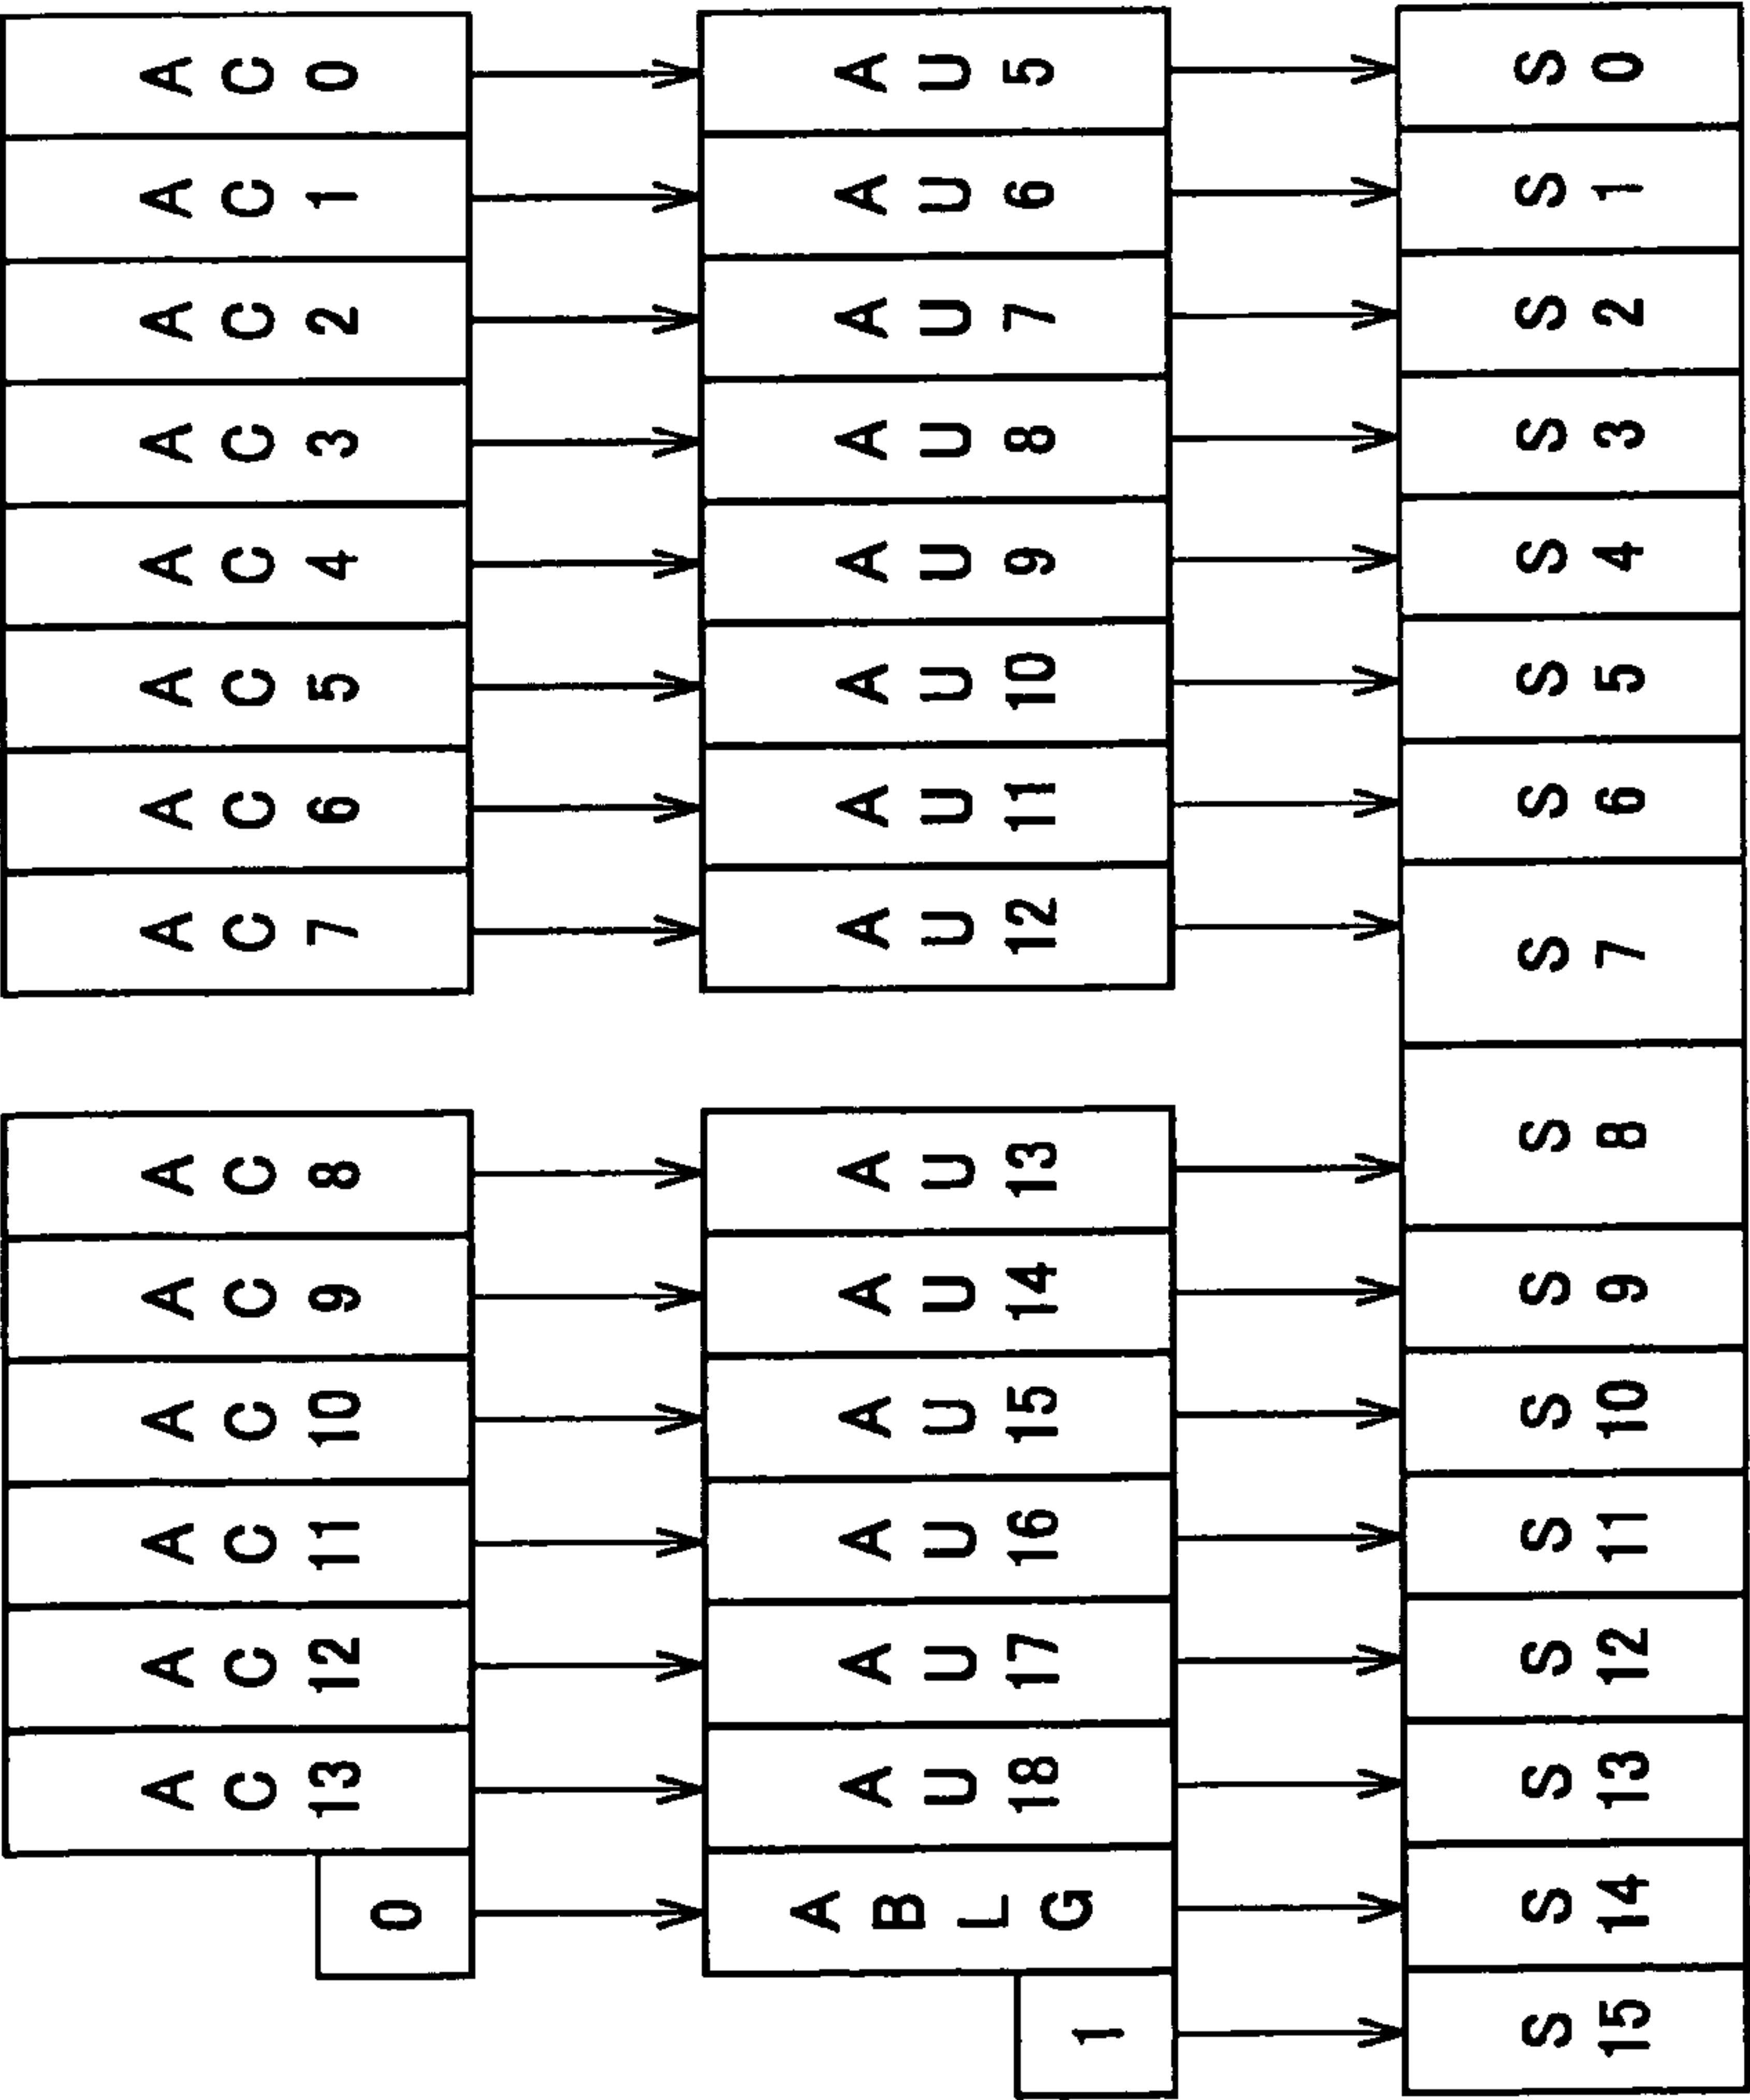 AC13 AC12 AC11 AC10 AC9 AC8 AC7 AC6 AC5 AC4 AC3 AC2 AC1 AC0
0
ABLG AU18 AU17 AU16 AU15 AU14 AU13 AU12 AU11 AU10 AU9 AU8 AU7 AU6 AU5
1
S15 S14 S13 S12 S11 S10 S9 S8 S7 S6 S5 S4 S3 S2 S1 S0